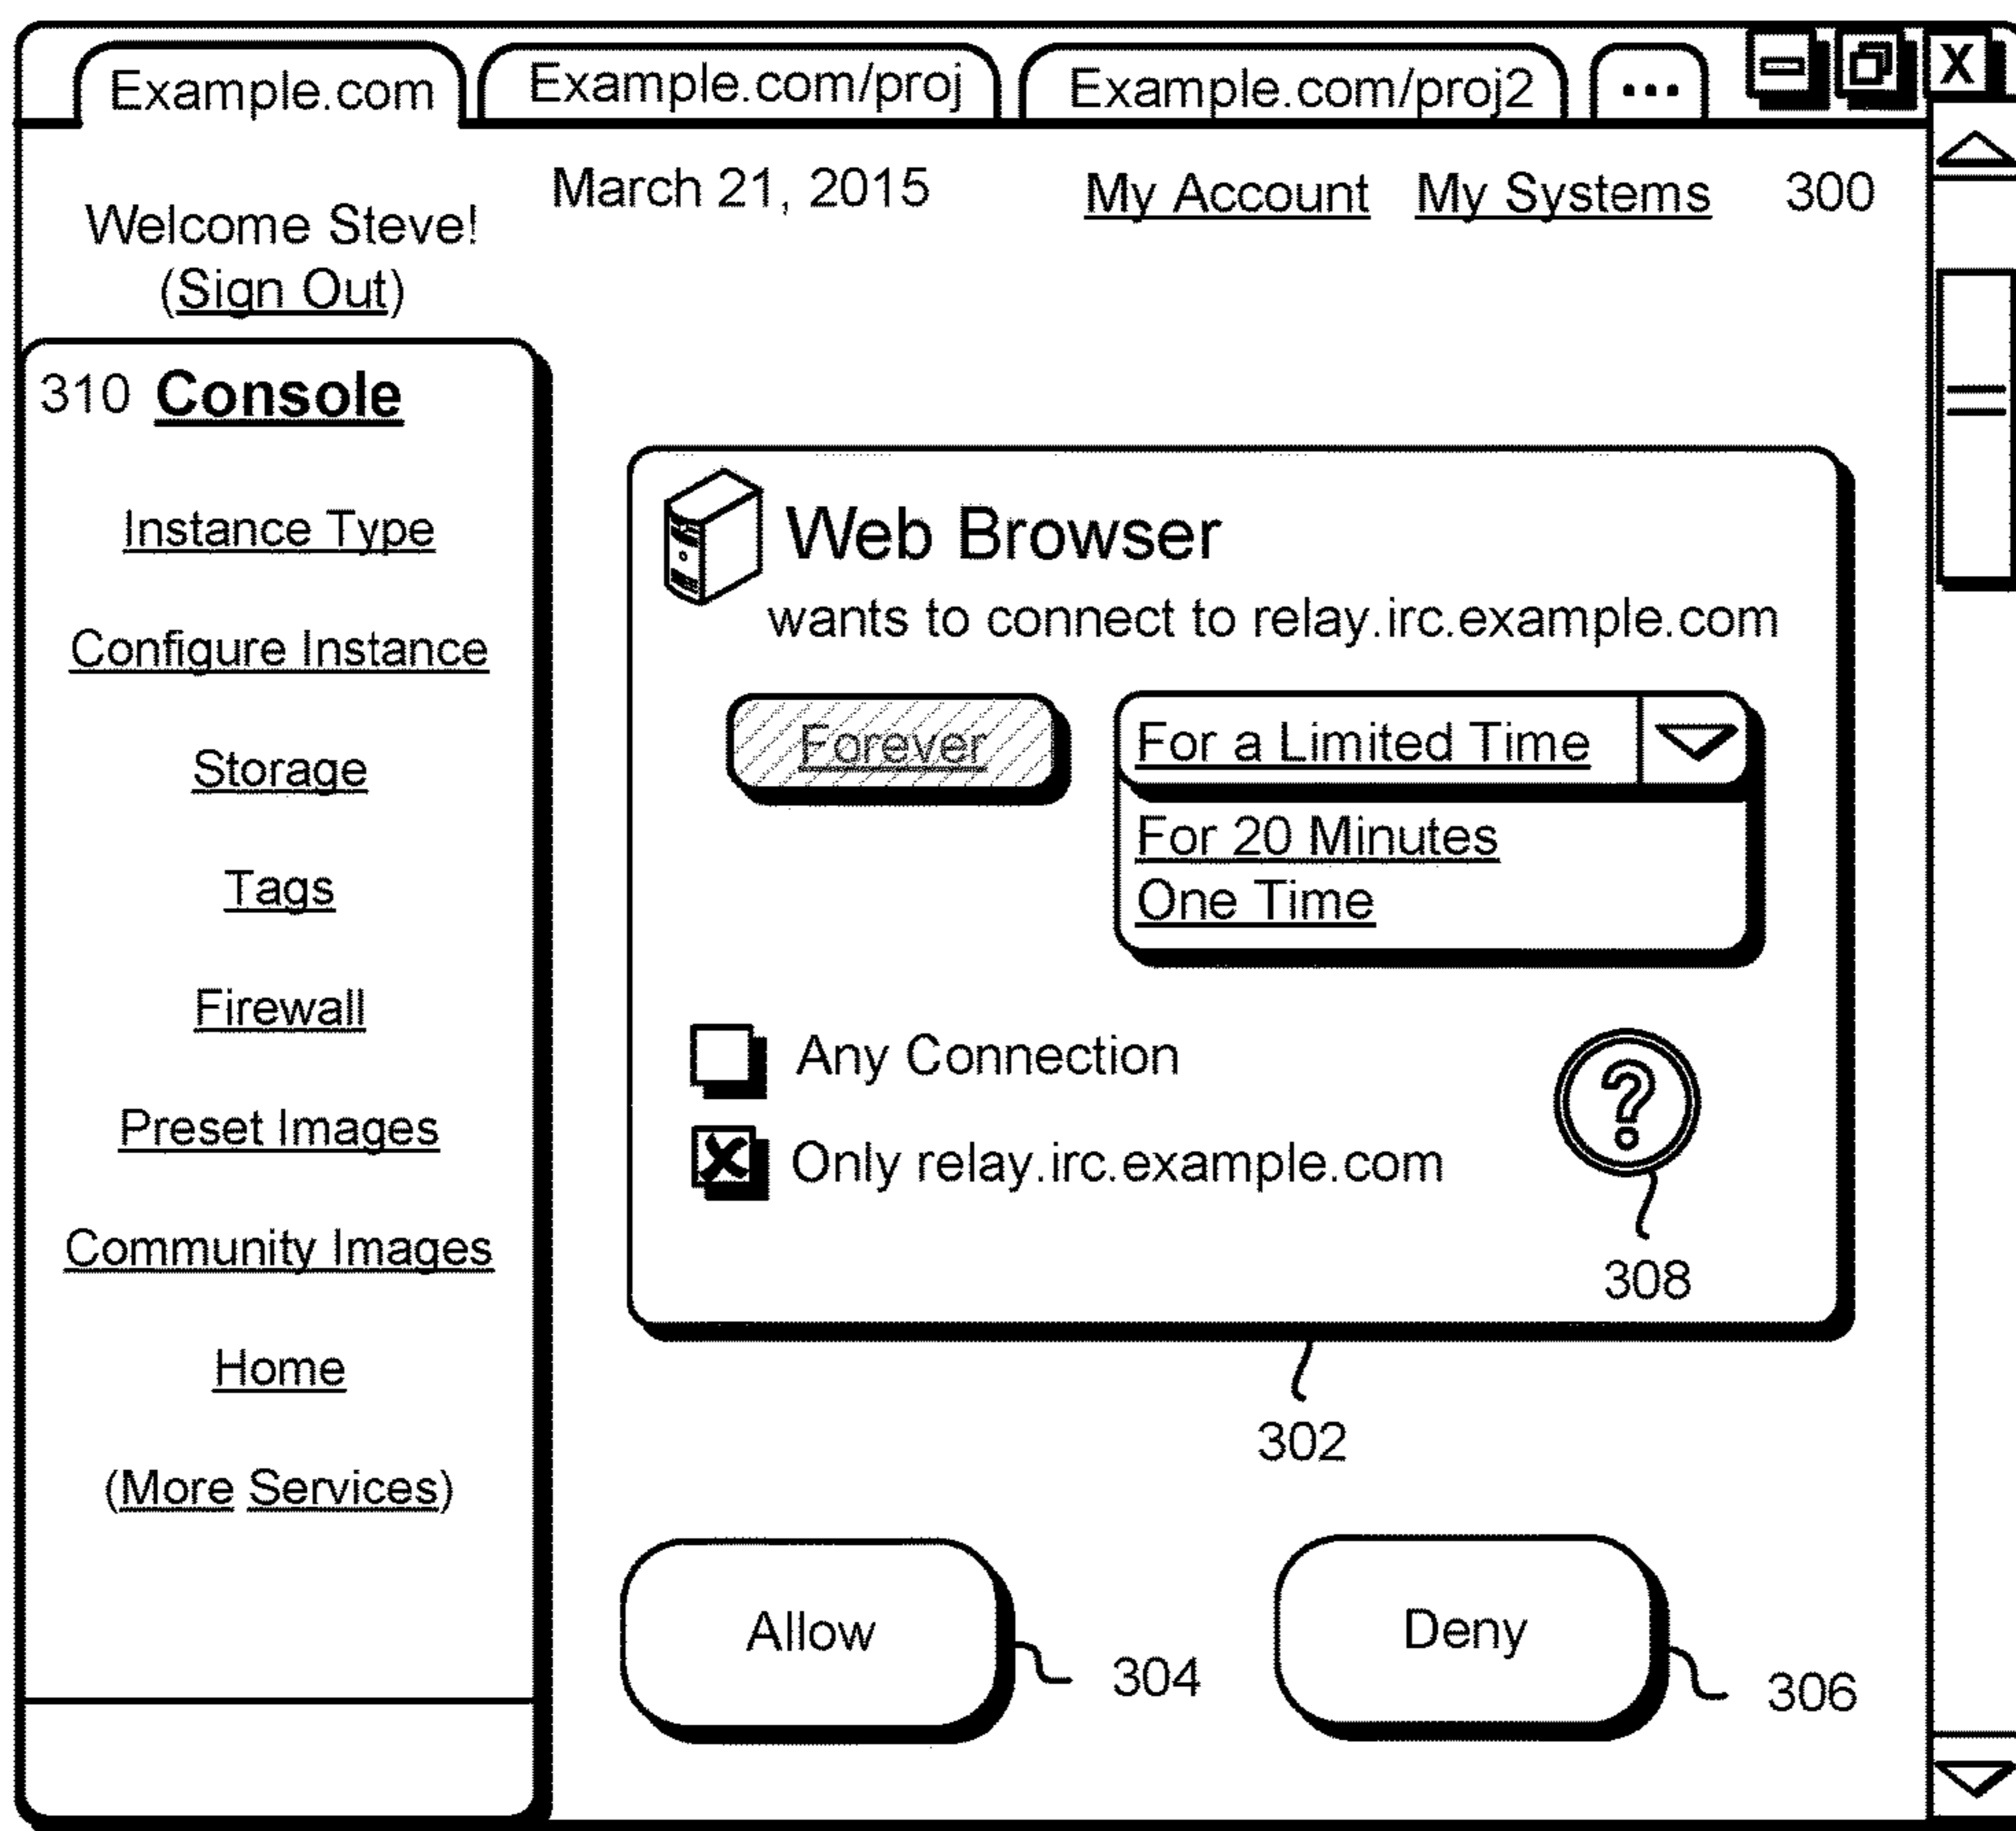 Example.com
Example.com/proj
Example.com/proj2
...
X
March 21, 2015
My Account
My Systems
300
Welcome Steve!
(Sign Out)
310 Console
Instance Type
Configure Instance
Storage
Tags
Firewall
Preset Images
Community Images
Home
(More Services)
Web Browser
wants to connect to relay.irc.example.com
Forever
For a Limited Time
For 20 Minutes
One Time
Any Connection
Only relay.irc.example.com
?
308
302
Allow
304
Deny
306